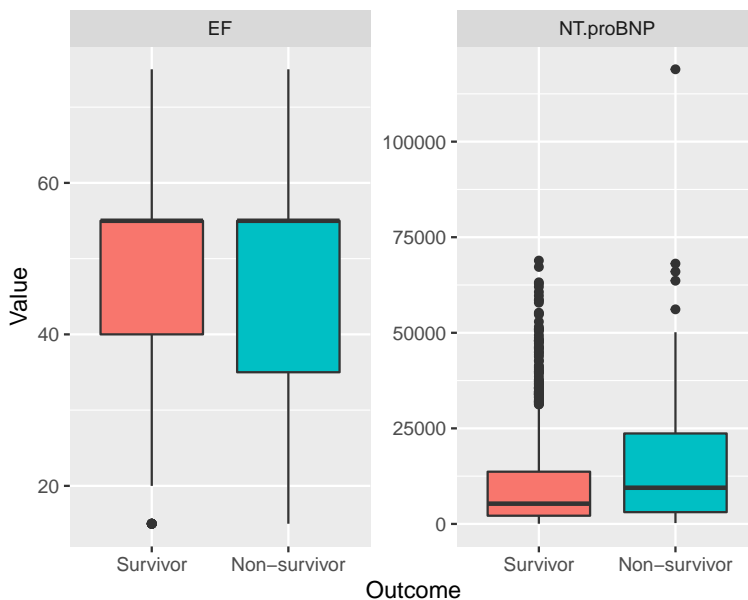 EF
NT.proBNP
Value
60
40
20
100000
75000
50000
25000
0
Survivor
Non−survivor
Survivor
Non−survivor
Outcome